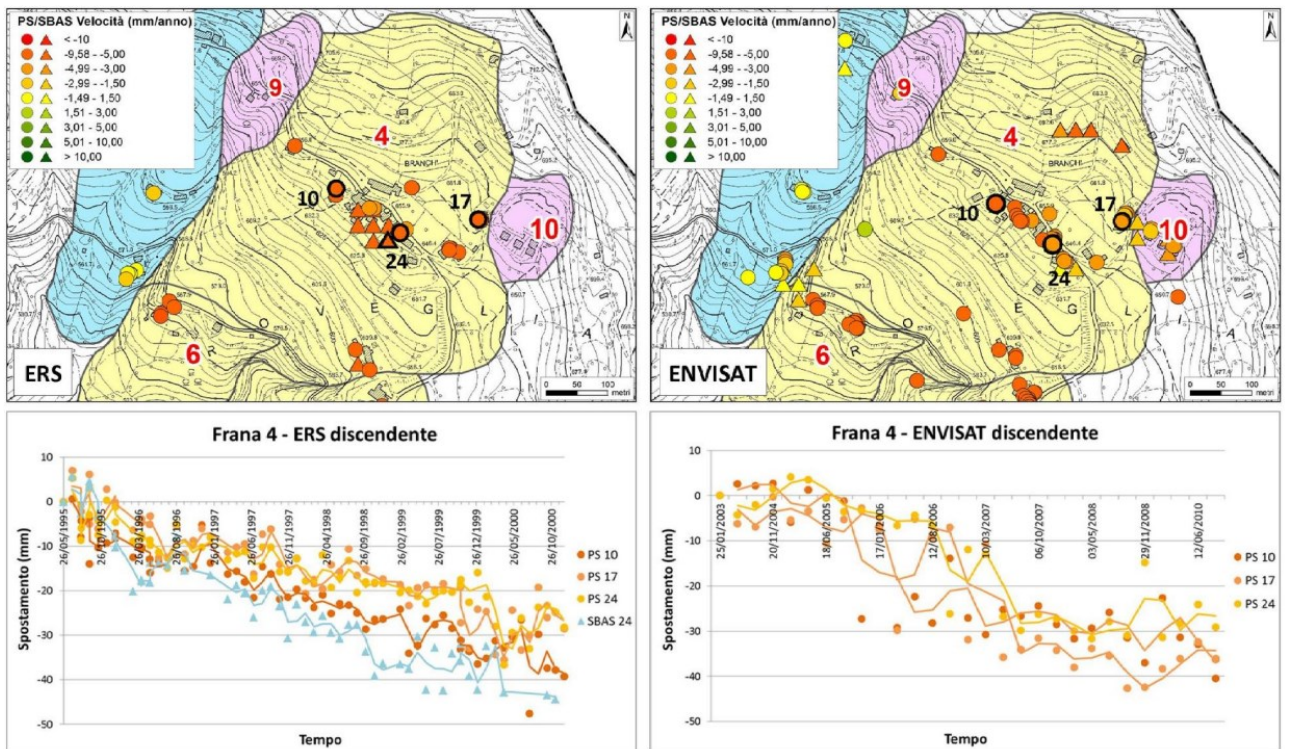 PS/SBAS Velocità (mm/anno)
< -10
-9,58 - -5,00
-4,99 - -3,00
-2,99 - -1,50
-1,49 - 1,50
1,51 - 3,00
3,01 - 5,00
5,01 - 10,00
> 10,00
N
9
4
BRANCH'
10
17
10
24
6
R O V E G L I A
ERS
0 50 100
metri
PS/SBAS Velocità (mm/anno)
< -10
-9,58 - -5,00
-4,99 - -3,00
-2,99 - -1,50
-1,49 - 1,50
1,51 - 3,00
3,01 - 5,00
5,01 - 10,00
> 10,00
N
9
4
BRANCH'
10
17
10
24
6
R O V E G L I A
ENVISAT
0 50 100
metri
Frana 4 - ERS discendente
Spostamento (mm)
10
0
-10
-20
-30
-40
-50
26/05/1995
26/10/1995
26/03/1996
26/08/1996
26/01/1997
26/06/1997
26/11/1997
26/04/1998
26/09/1998
26/02/1999
26/07/1999
26/12/1999
26/05/2000
26/10/2000
PS 10
PS 17
PS 24
SBAS 24
Tempo
Frana 4 - ENVISAT discendente
Spostamento (mm)
10
0
-10
-20
-30
-40
-50
25/01/2003
20/11/2004
18/06/2005
17/01/2006
12/08/2006
10/03/2007
06/10/2007
03/05/2008
29/11/2008
12/06/2010
PS 10
PS 17
PS 24
Tempo